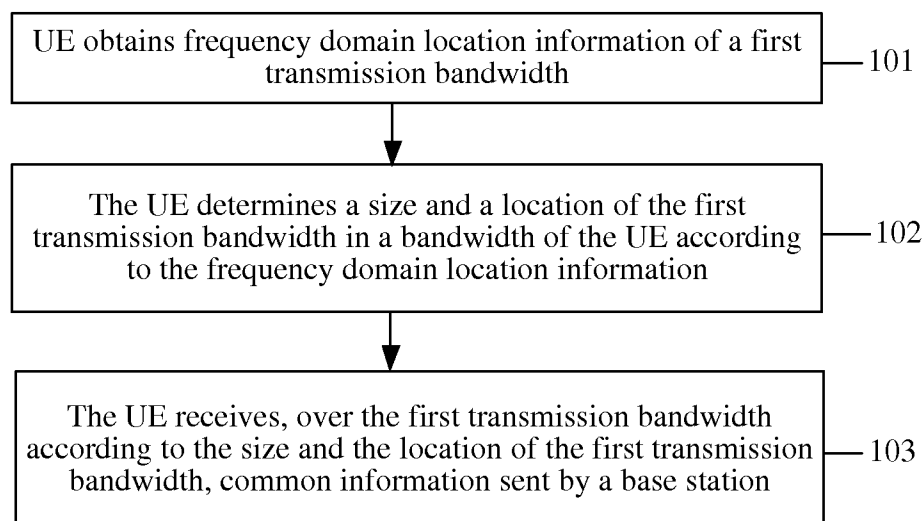 UE obtains frequency domain location information of a first
transmission bandwidth
101
The UE determines a size and a location of the first
transmission bandwidth in a bandwidth of the UE according
to the frequency domain location information
102
The UE receives, over the first transmission bandwidth
according to the size and the location of the first transmission
bandwidth, common information sent by a base station
103